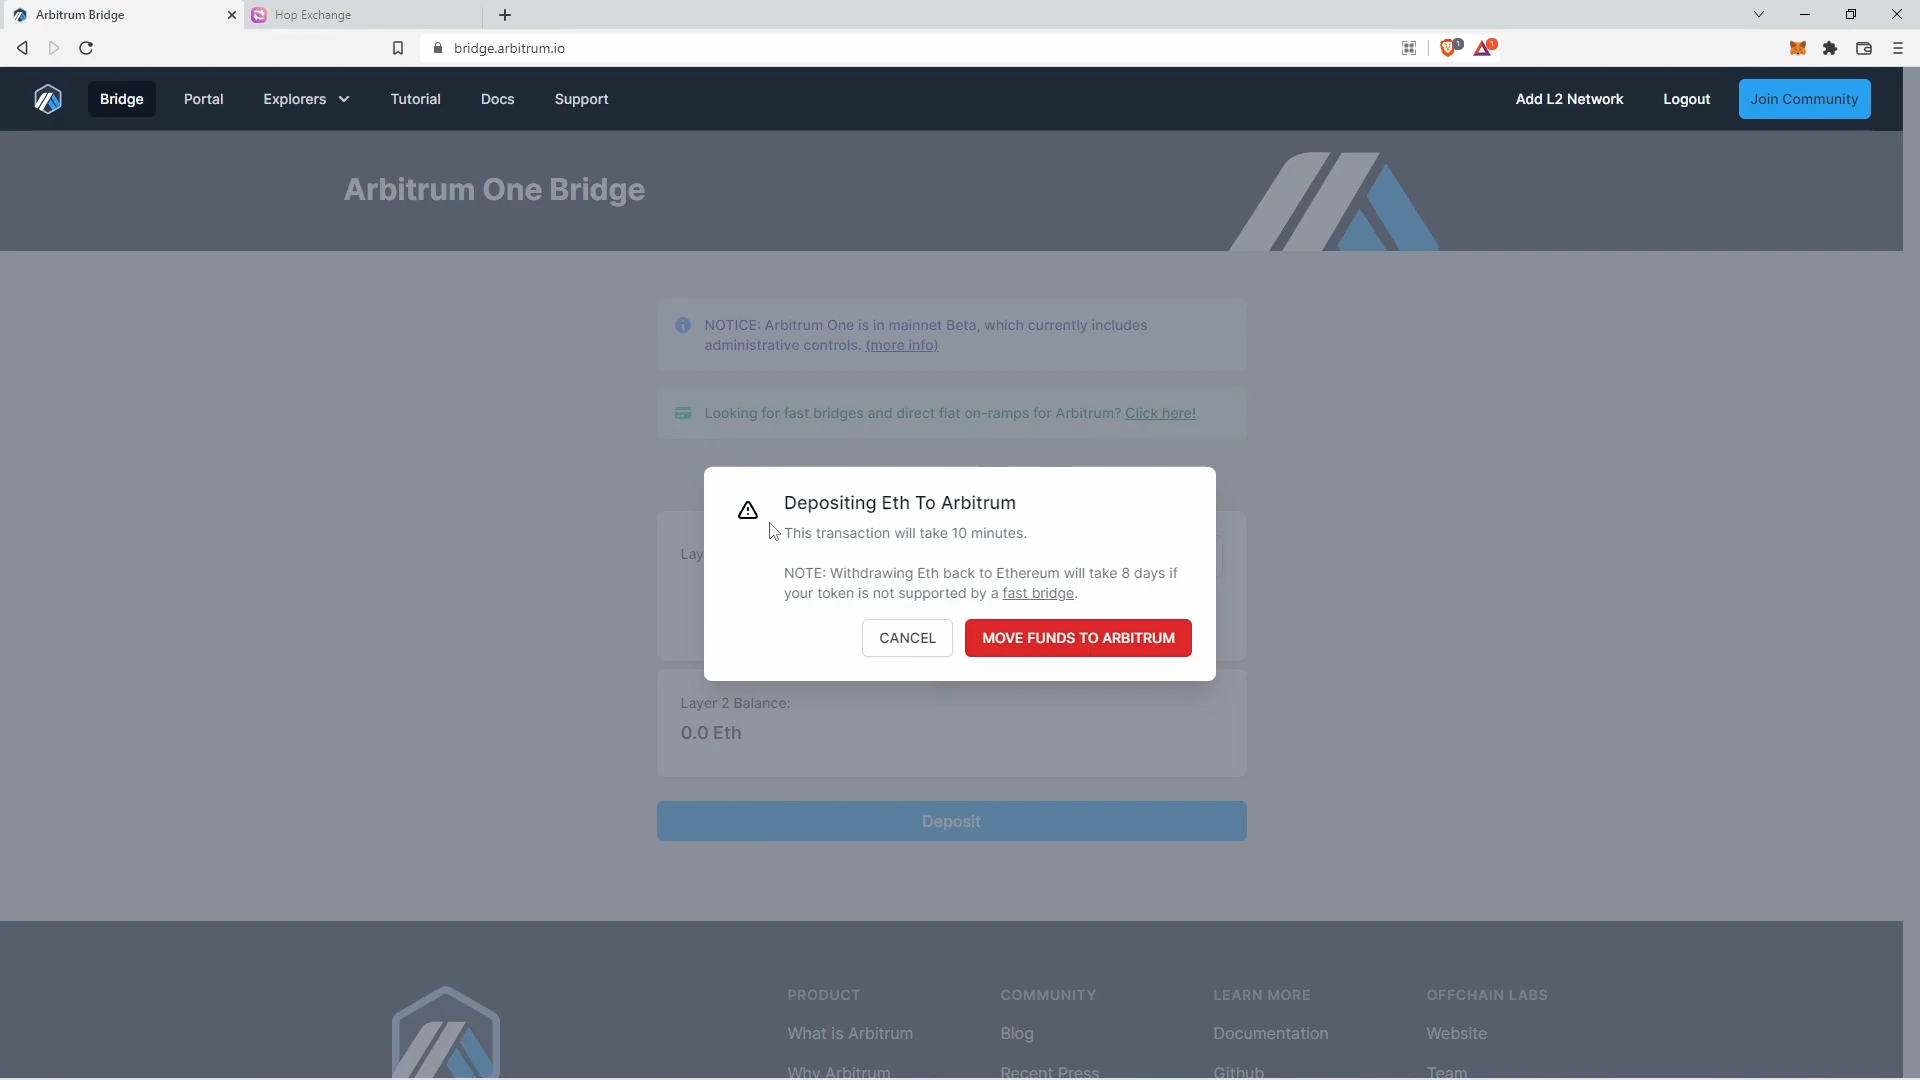 Arbitrum Bridge
Hop Exchange
bridge.arbitrum.io
1
1
Bridge
Portal
Explorers
Tutorial
Docs
Support
Add L2 Network
Logout
Join Community
Arbitrum One Bridge
NOTICE: Arbitrum One is in mainnet Beta, which currently includes
administrative controls. (more info)
Looking for fast bridges and direct fiat on-ramps for Arbitrum? Click here!
Depositing Eth To Arbitrum
This transaction will take 10 minutes.
Lay
NOTE: Withdrawing Eth back to Ethereum will take 8 days if
your token is not supported by a fast bridge.
CANCEL
MOVE FUNDS TO ARBITRUM
Layer 2 Balance:
0.0 Eth
Deposit
PRODUCT
COMMUNITY
LEARN MORE
OFFCHAIN LABS
What is Arbitrum
Blog
Documentation
Website
Why Arbitrum
Recent Press
Github
Team